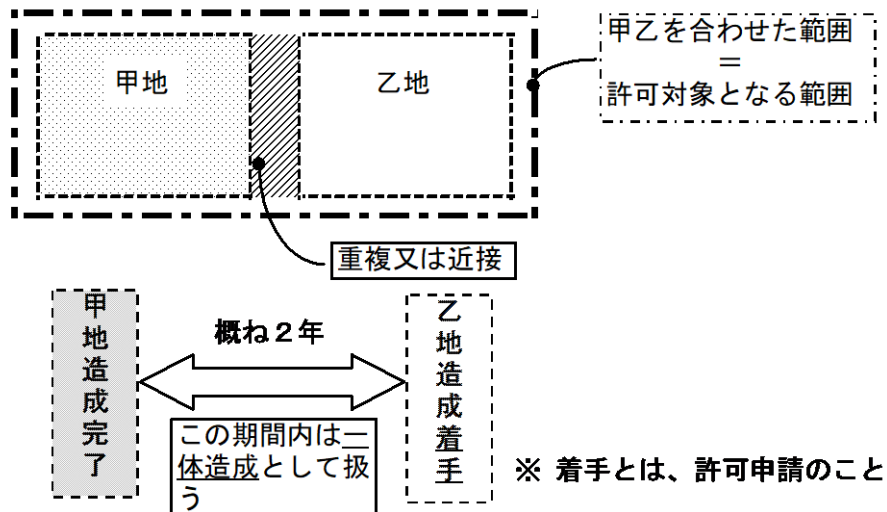 甲地
乙地
甲乙を合わせた範囲
＝
許可対象となる範囲
重複又は近接
甲地造成完了
概ね２年
この期間内は一
体造成として扱
う
乙地造成着手
※ 着手とは、許可申請のこと